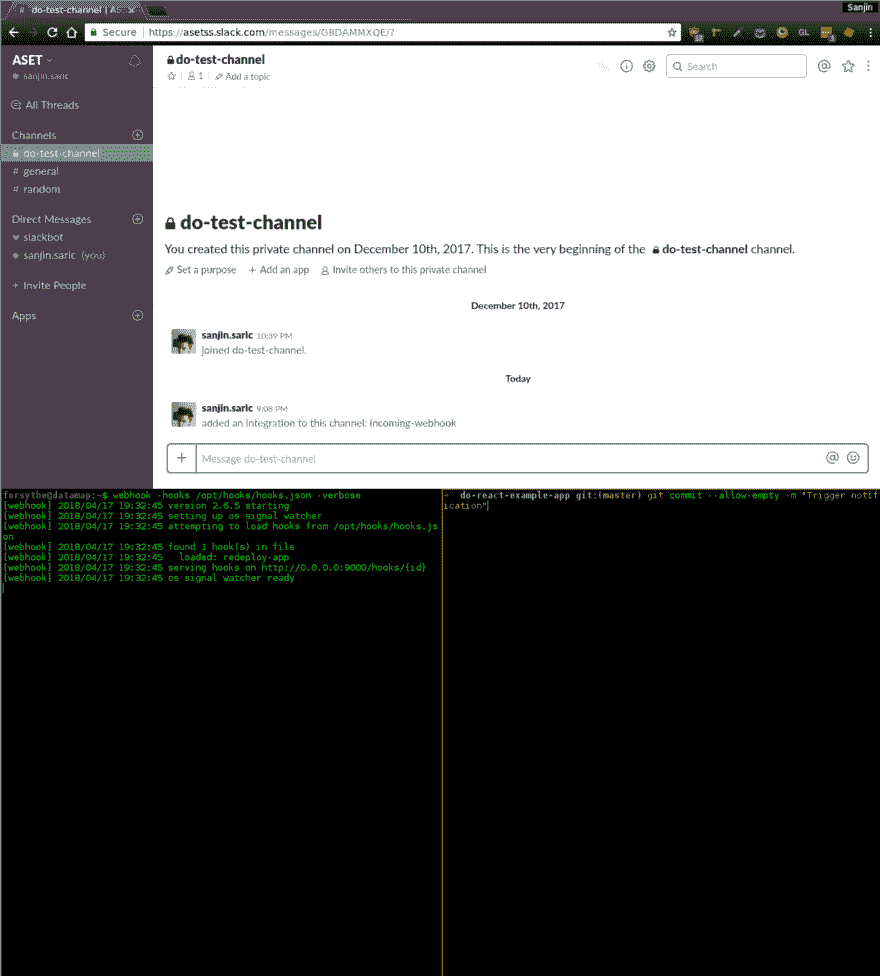 do-test-channel | AS
Sanjin
Secure https://asetss.slack.com/messages/GBDAMMXQE/?
GL
ASET
sanjin.saric
All Threads
Channels
do-test-channel
# general
# random
Direct Messages
slackbot
sanjin.saric (you)
+ Invite People
Apps
do-test-channel
1 | Add a topic
Search
do-test-channel
You created this private channel on December 10th, 2017. This is the very beginning of the do-test-channel channel.
Set a purpose + Add an app Invite others to this private channel
December 10th, 2017
sanjin.saric 10:39 PM
joined do-test-channel.
Today
sanjin.saric 9:08 PM
added an integration to this channel: incoming-webhook
+ Message do-test-channel
forsythe@datamap:~$ webhook -hooks /opt/hooks/hooks.json -verbose
[webhook] 2018/04/17 19:32:45 version 2.6.5 starting
[webhook] 2018/04/17 19:32:45 setting up os signal watcher
[webhook] 2018/04/17 19:32:45 attempting to load hooks from /opt/hooks/hooks.js
on
[webhook] 2018/04/17 19:32:45 found 1 hook(s) in file
[webhook] 2018/04/17 19:32:45   loaded: redeploy-app
[webhook] 2018/04/17 19:32:45 serving hooks on http://0.0.0.0:9000/hooks/{id}
[webhook] 2018/04/17 19:32:45 os signal watcher ready
→ do-react-example-app git:(master) git commit --allow-empty -m "Trigger notif
ication"